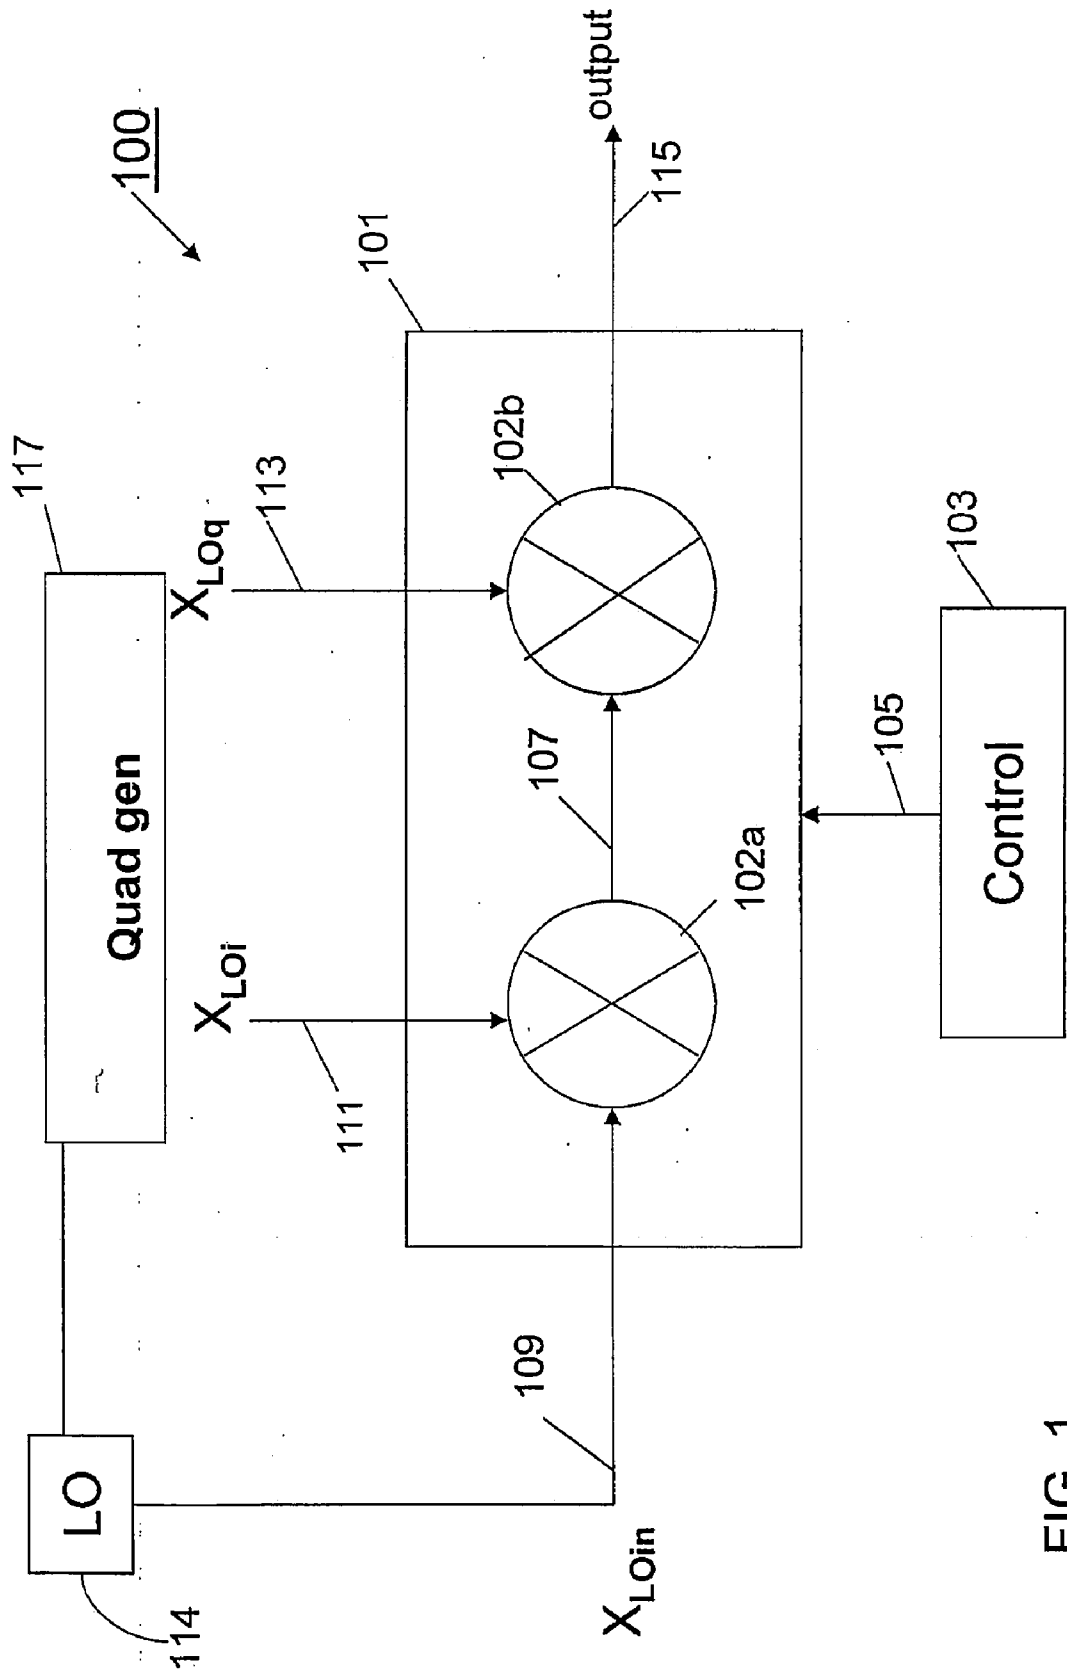 100
117
Quad gen
LO
114
X_LOi
111
X_LOq
113
101
102b
102a
107
109
X_LOin
115
output
105
103
Control
FIG. 1